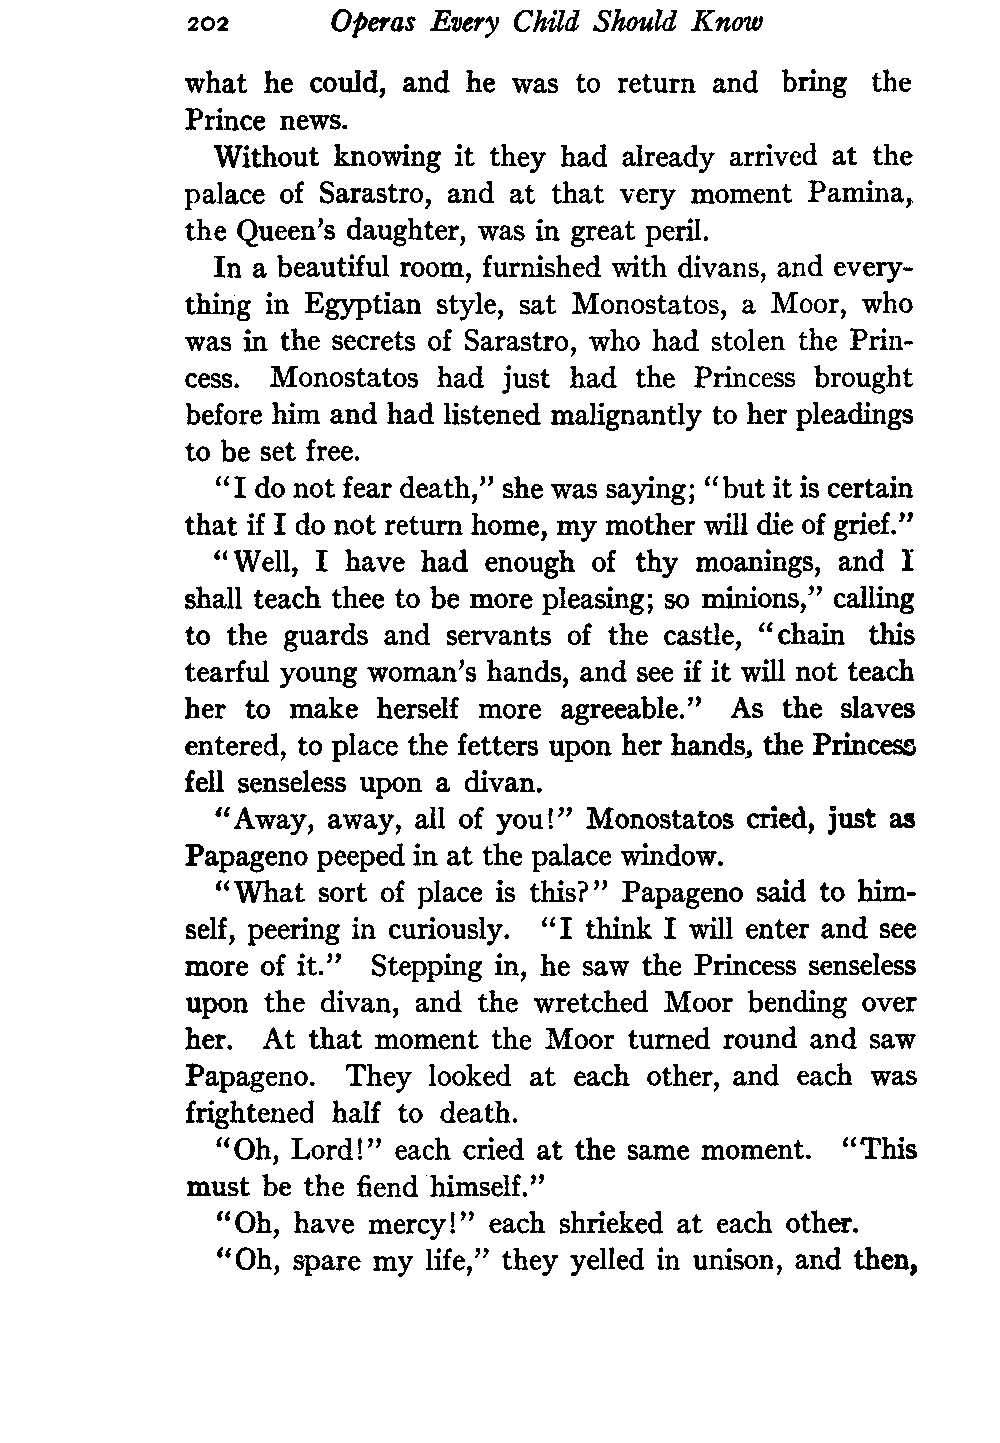 202 Operas Every Child Should Know
what he could, and he was to return and bring the
Prince news.
Without knowing it they had already arrived at the
palace of Sarastro, and at that very moment Pamina,
the Queen's daughter, was in great peril.
In a beautiful room, furnished with divans, and every-
thing in Egyptian style, sat Monostatos, a Moor, who
was in the secrets of Sarastro, who had stolen the Prin-
cess. Monostatos had just had the Princess brought
before him and had listened malignantly to her pleadings
to be set free.
"I do not fear death," she was saying; "but it is certain
that if I do not return home, my mother will die of grief."
"Well, I have had enough of thy moanings, and I
shall teach thee to be more pleasing; so minions," calling
to the guards and servants of the castle, "chain this
tearful young woman's hands, and see if it will not teach
her to make herself more agreeable." As the slaves
entered, to place the fetters upon her hands, the Princess
fell senseless upon a divan.
"Away, away, all of you!" Monostatos cried, just as
Papageno peeped in at the palace window.
"What sort of place is this?" Papageno said to him-
self, peering in curiously. "I think I will enter and see
more of it." Stepping in, he saw the Princess senseless
upon the divan, and the wretched Moor bending over
her. At that moment the Moor turned round and saw
Papageno. They looked at each other, and each was
frightened half to death.
"Oh, Lord!" each cried at the same moment. "This
must be the fiend himself."
"Oh, have mercy!" each shrieked at each other.
"Oh, spare my life," they yelled in unison, and then,